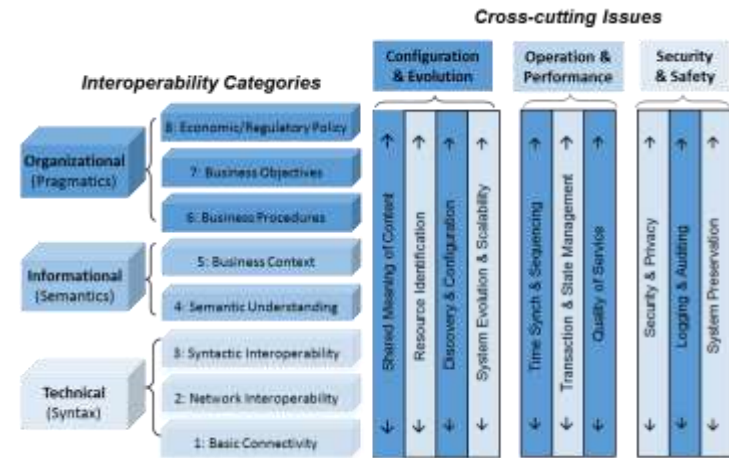 Cross-cutting Issues
Interoperability Categories
Configuration
& Evolution
Operation &
Performance
Security
& Safety
Organizational
(Pragmatics)
8: Economic/Regulatory Policy
7: Business Objectives
6: Business Procedures
Informational
(Semantics)
5: Business Context
4: Semantic Understanding
Technical
(Syntax)
3: Syntactic Interoperability
2: Network Interoperability
1: Basic Connectivity
Shared Meaning of Content
Resource Identification
Discovery & Configuration
System Evolution & Scalability
Time Synch & Sequencing
Transaction & State Management
Quality of Service
Security & Privacy
Logging & Auditing
System Preservation